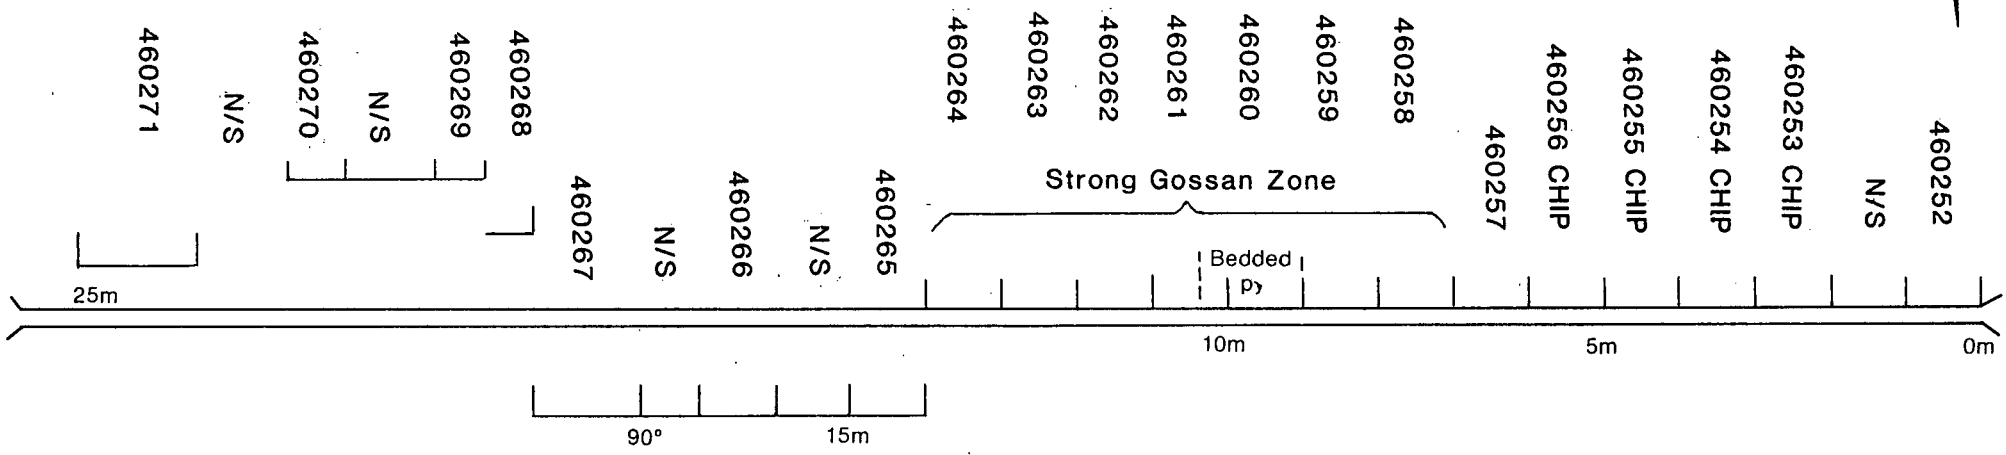 460271
N/S
460270
N/S
460269
460268
460267
N/S
460266
N/S
460265
460264
460263
460262
460261
460260
460259
460258
460257
460256 CHIP
460255 CHIP
460254 CHIP
460253 CHIP
N/S
460252
Strong Gossan Zone
Bedded
py
25m
10m
5m
0m
90°
15m